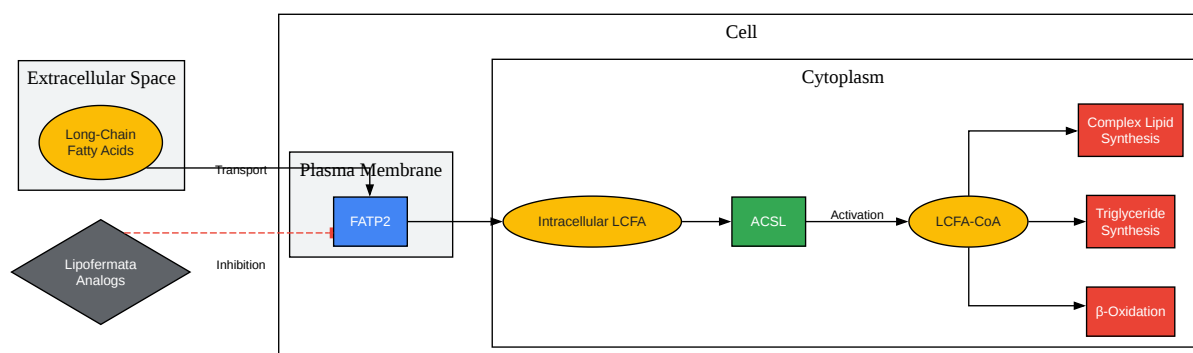 Cell
Extracellular Space
Cytoplasm
Long-Chain
Fatty Acids
Complex Lipid
Synthesis
Transport
Plasma Membrane
FATP2
Intracellular LCFA
ACSL
Activation
LCFA-CoA
Triglyceride
Synthesis
Lipofermata
Analogs
Inhibition
β-Oxidation